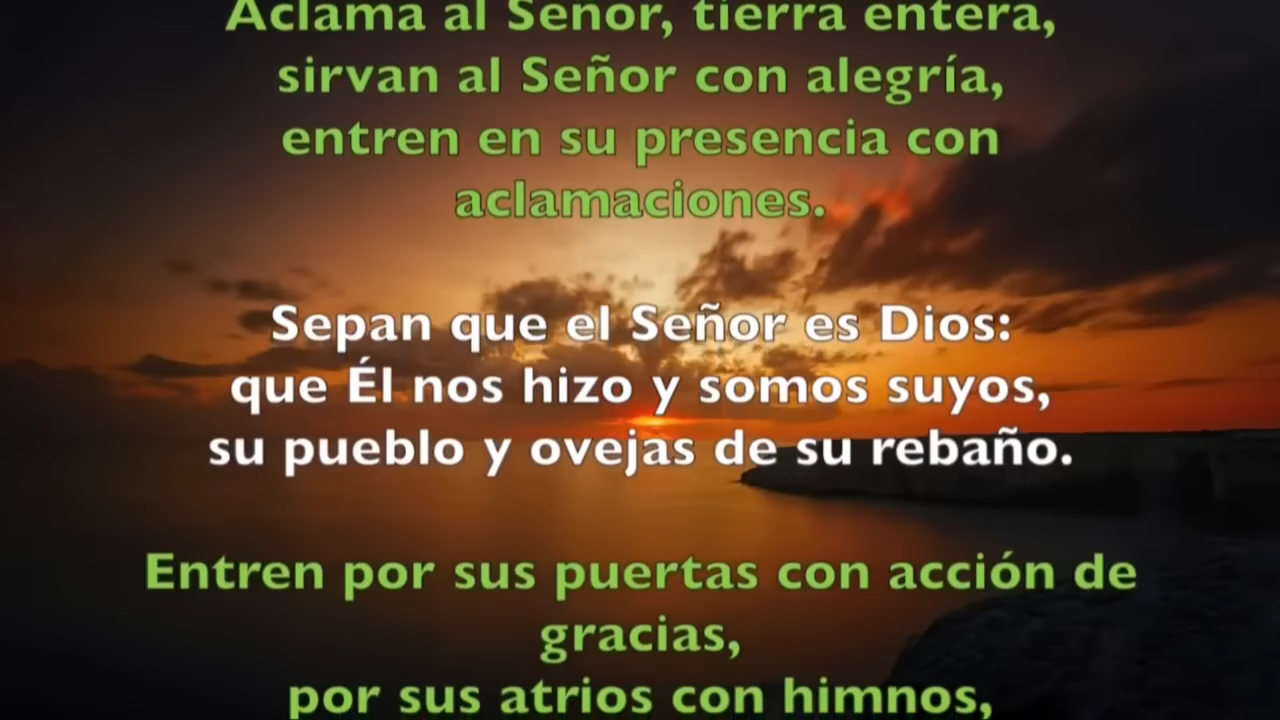 Aclama al Señor, tierra entera,
sirvan al Señor con alegría,
entren en su presencia con
aclamaciones.
Sepan que el Señor es Dios:
que Él nos hizo y somos suyos,
su pueblo y ovejas de su rebaño.
Entren por sus puertas con acción de
gracias,
por sus atrios con himnos,